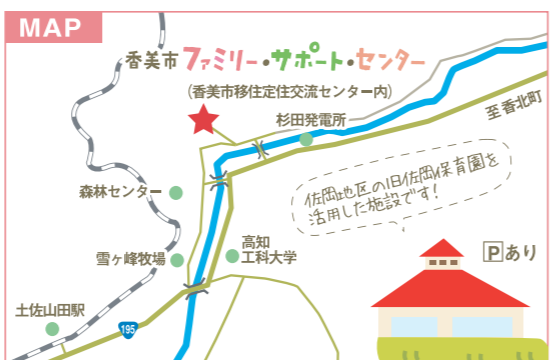 MAP
香美市ファミリー・サポート・センター
(香美市移住定住交流センター内)
杉田発電所
至香北町
森林センター
佐岡地区の旧佐岡保育園を
活用した施設です!
雪ヶ峰牧場
高知
工科大学
Pあり
土佐山田駅
195